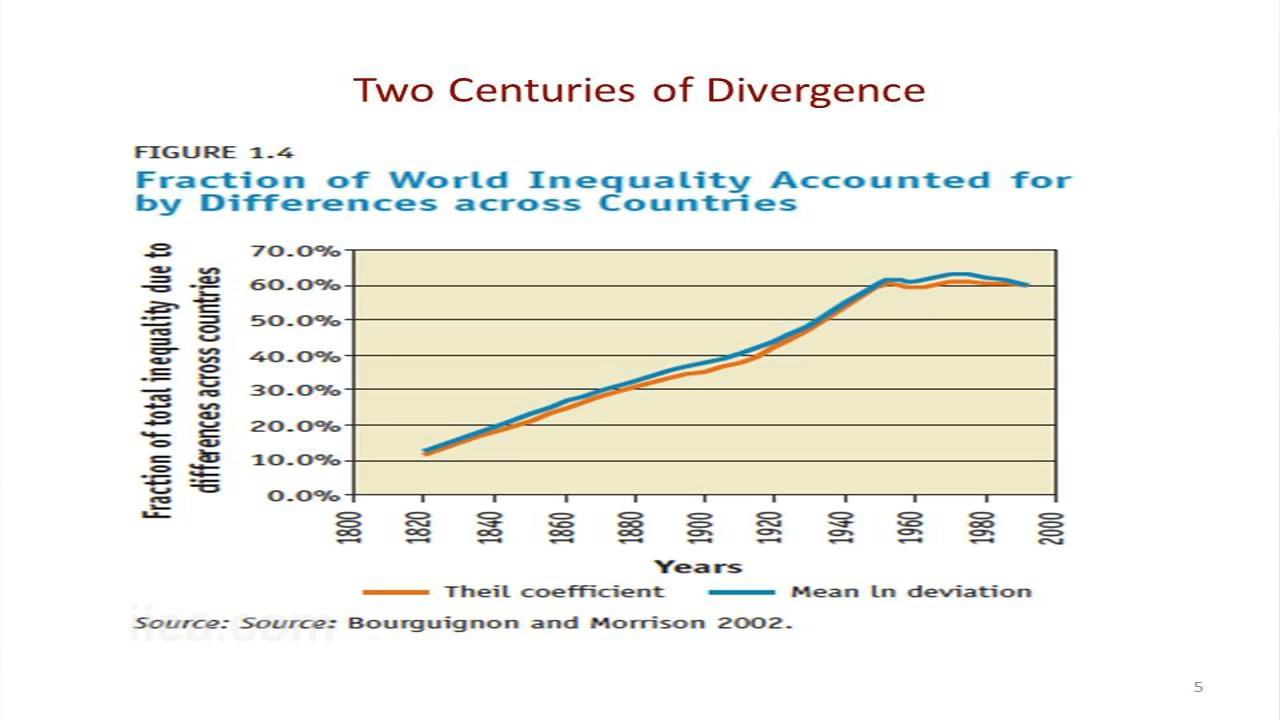 Two Centuries of Divergence
FIGURE 1.4
Fraction of World Inequality Accounted for
by Differences across Countries
Fraction of total inequality due to
differences across countries
70.0%
60.0%
50.0%
40.0%
30.0%
20.0%
10.0%
0.0%
1800
1820
1840
1860
1880
1900
1920
1940
1960
1980
2000
Years
Theil coefficient
Mean ln deviation
Source: Source: Bourguignon and Morrison 2002.
5